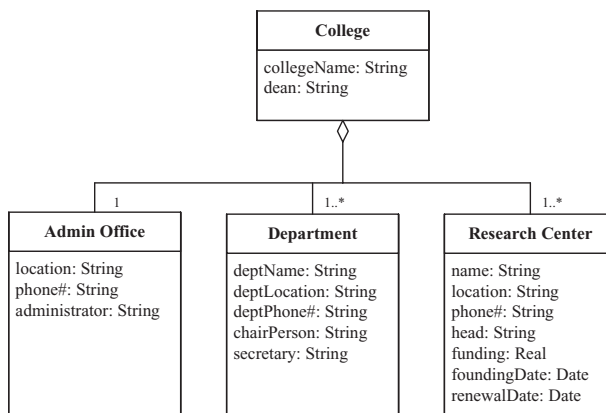 College
collegeName: String
dean: String
1
1..*
1..*
Admin Office
location: String
phone#: String
administrator: String
Department
deptName: String
deptLocation: String
deptPhone#: String
chairPerson: String
secretary: String
Research Center
name: String
location: String
phone#: String
head: String
funding: Real
foundingDate: Date
renewalDate: Date